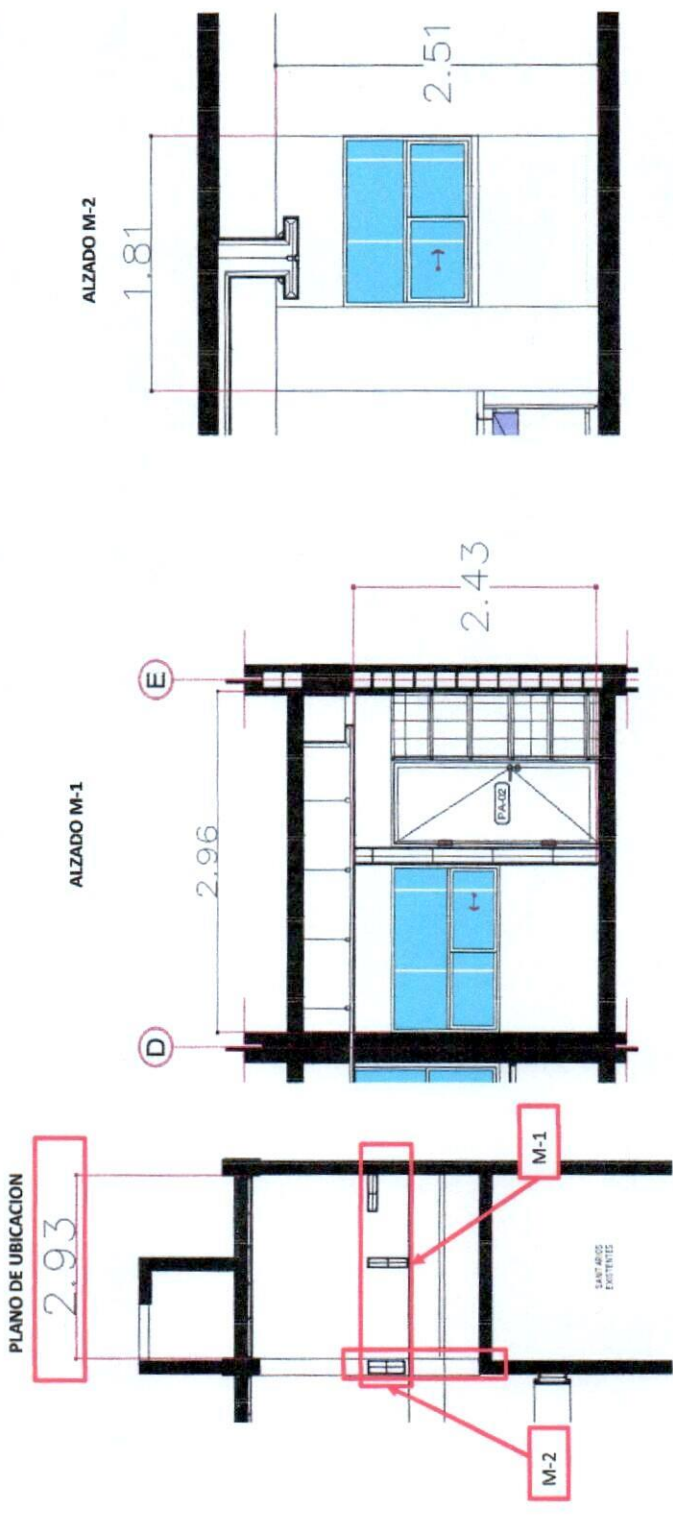 PLANO DE UBICACION
2.93
M-1
M-2
SANITARIOS
EXISTENTES
ALZADO M-1
D
E
2.96
2.43
PA-02
ALZADO M-2
1.81
2.51